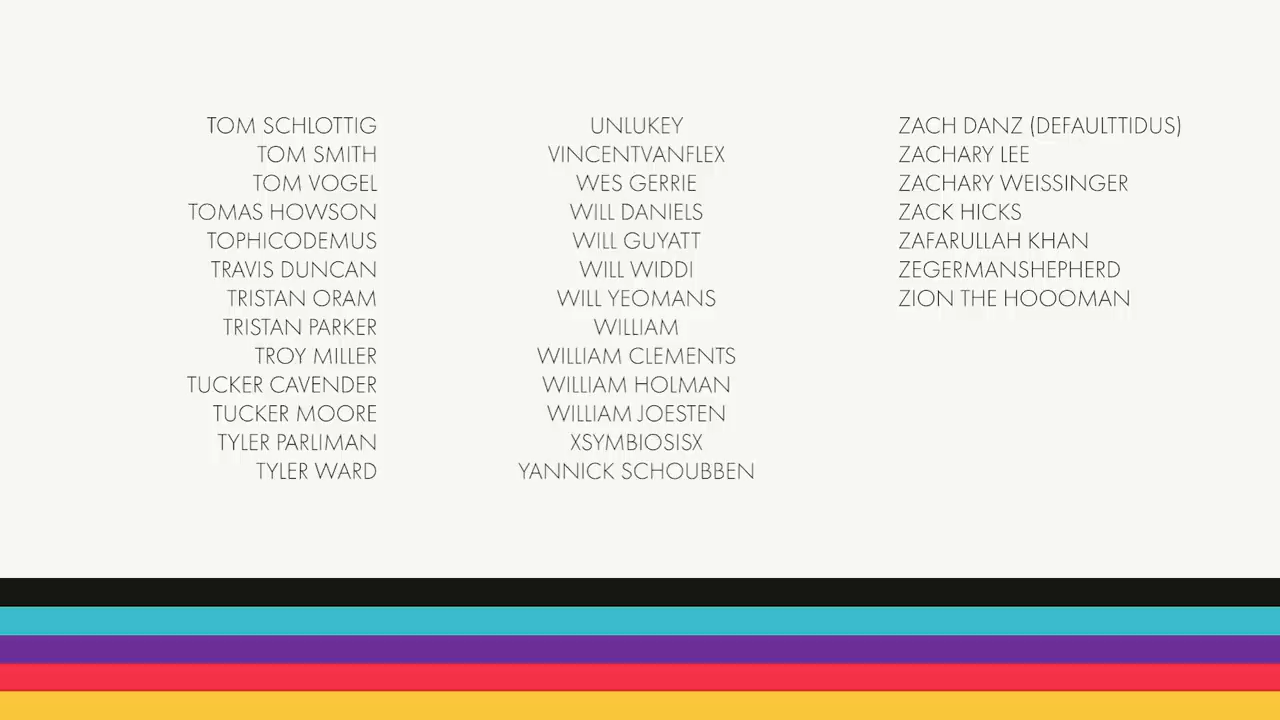 TOM SCHLOTTIG
TOM SMITH
TOM VOGEL
TOMAS HOWSON
TOPHICODEMUS
TRAVIS DUNCAN
TRISTAN ORAM
TRISTAN PARKER
TROY MILLER
TUCKER CAVENDER
TUCKER MOORE
TYLER PARLIMAN
TYLER WARD
UNLUKEY
VINCENTVANFLEX
WES GERRIE
WILL DANIELS
WILL GUYATT
WILL WIDDI
WILL YEOMANS
WILLIAM
WILLIAM CLEMENTS
WILLIAM HOLMAN
WILLIAM JOESTEN
XSYMBIOSISX
YANNICK SCHOUBBEN
ZACH DANZ (DEFAULTTIDUS)
ZACHARY LEE
ZACHARY WEISSINGER
ZACK HICKS
ZAFARULLAH KHAN
ZEGERMANSHEPHERD
ZION THE HOOOMAN